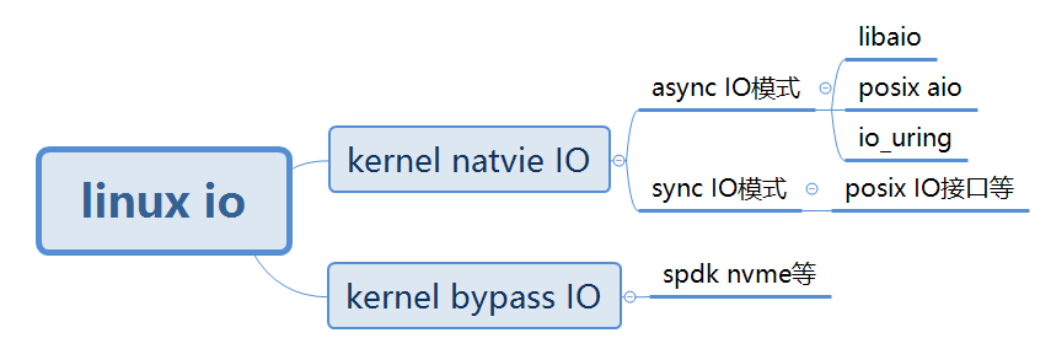 linux io
kernel natvie IO
async IO模式
libaio
posix aio
io_uring
sync IO模式
posix IO接口等
kernel bypass IO
spdk nvme等